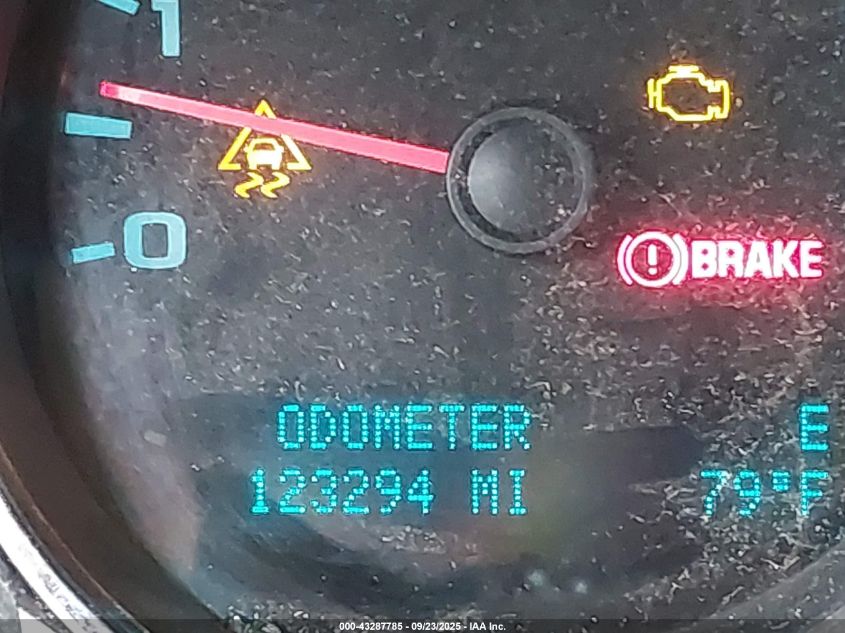 1
0
BRAKE
ODOMETER E
123294 MI 79°F
000-43287785 - 09/23/2025 - IAA Inc.